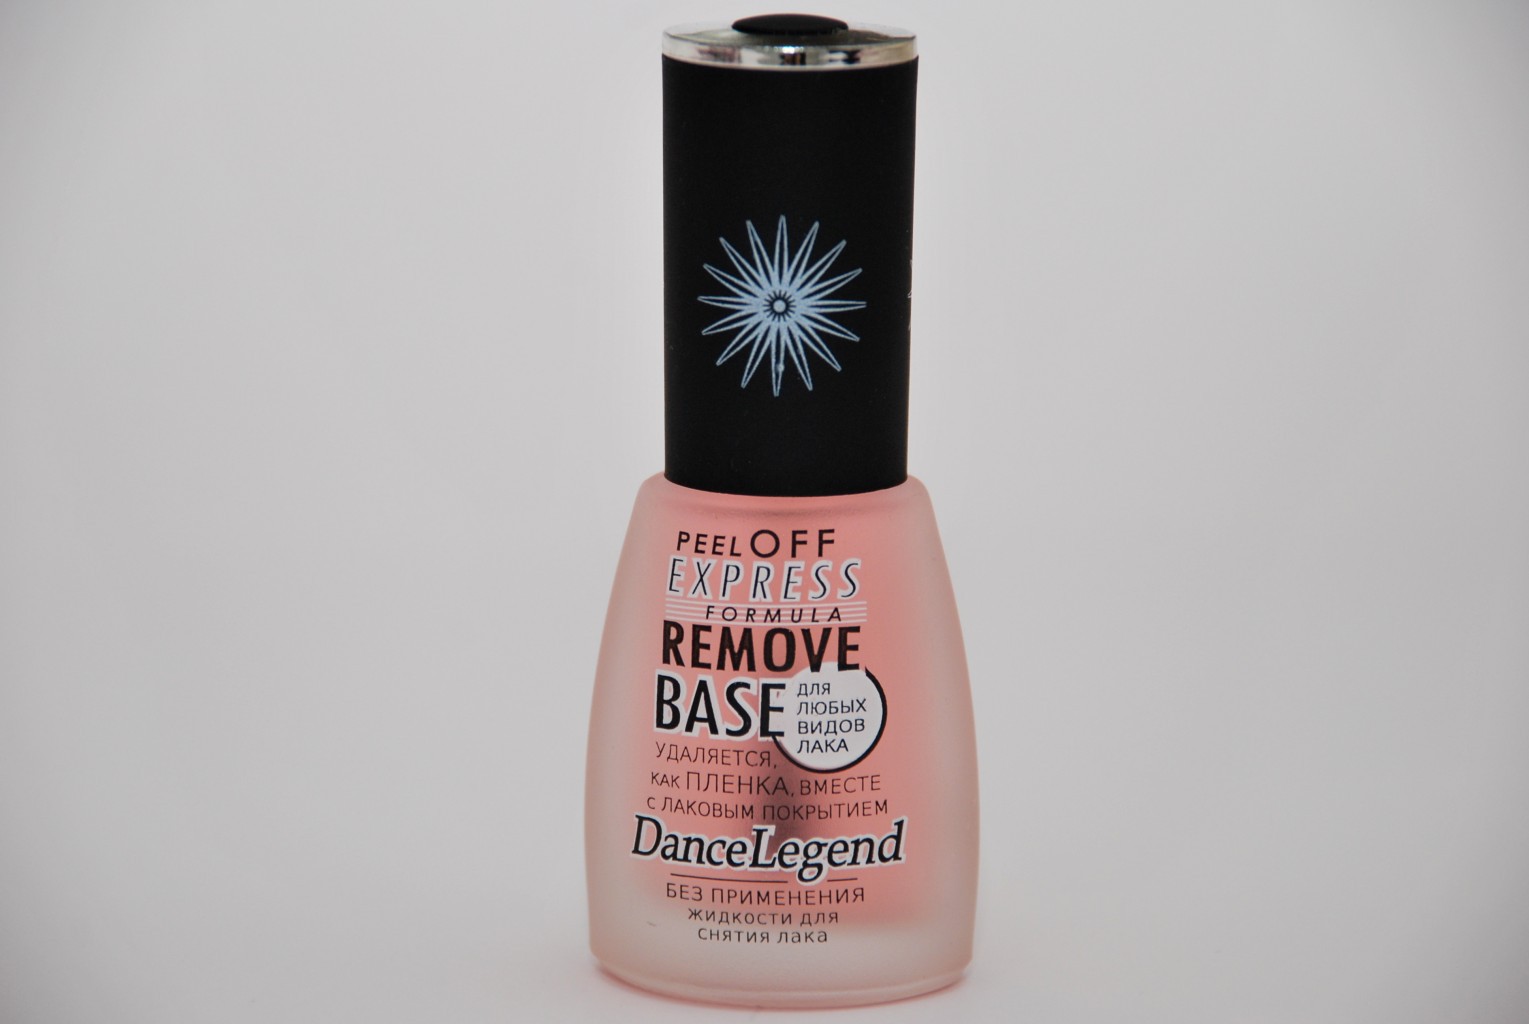 PEEL OFF
EXPRESS
FORMULA
REMOVE
BASE
ДЛЯ
ЛЮБЫХ
ВИДОВ
ЛАКА
УДАЛЯЕТСЯ,
КАК ПЛЕНКА, ВМЕСТЕ
С ЛАКОВЫМ ПОКРЫТИЕМ
DanceLegend
БЕЗ ПРИМЕНЕНИЯ
ЖИДКОСТИ ДЛЯ
СНЯТИЯ ЛАКА